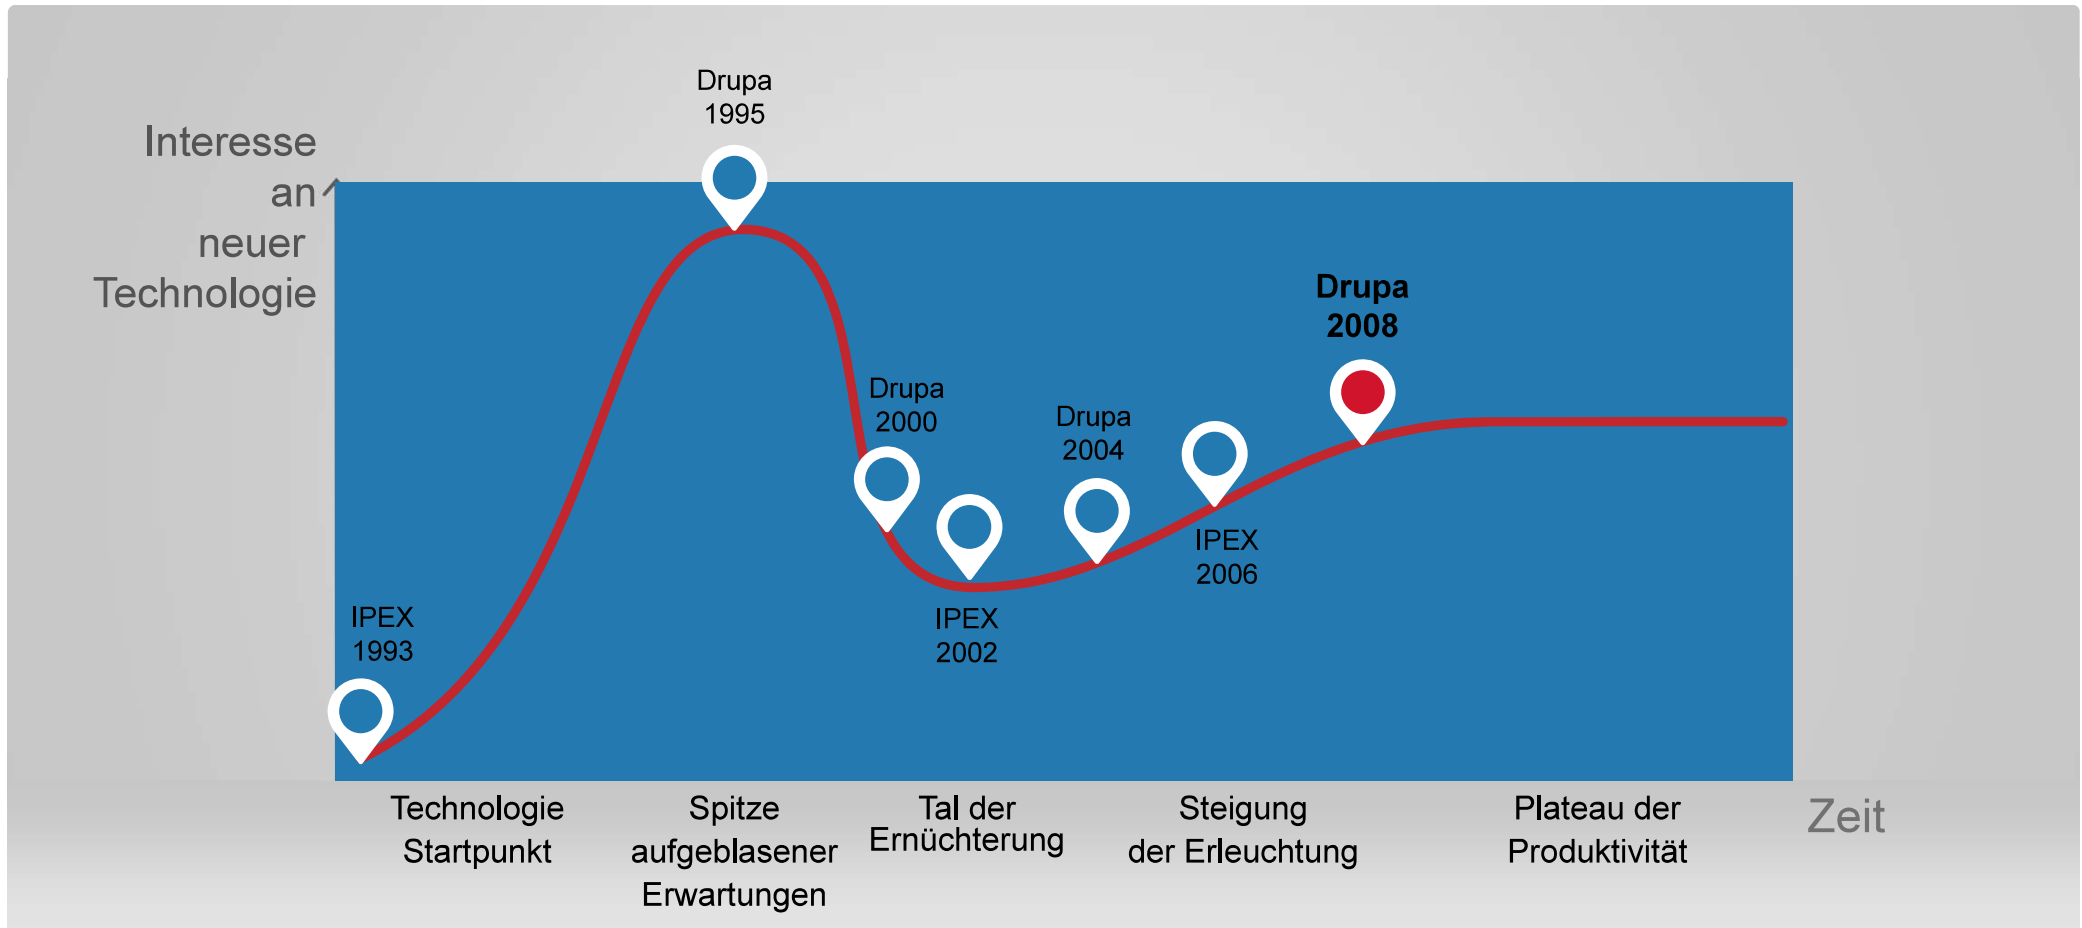 Drupa
1995
Interesse
an
neuer
Technologie
Drupa
2008
Drupa
2000
Drupa
2004
IPEX
2006
IPEX
1993
IPEX
2002
Technologie
Startpunkt
Spitze
aufgeblasener
Erwartungen
Tal der
Ernüchterung
Steigung
der Erleuchtung
Plateau der
Produktivität
Zeit